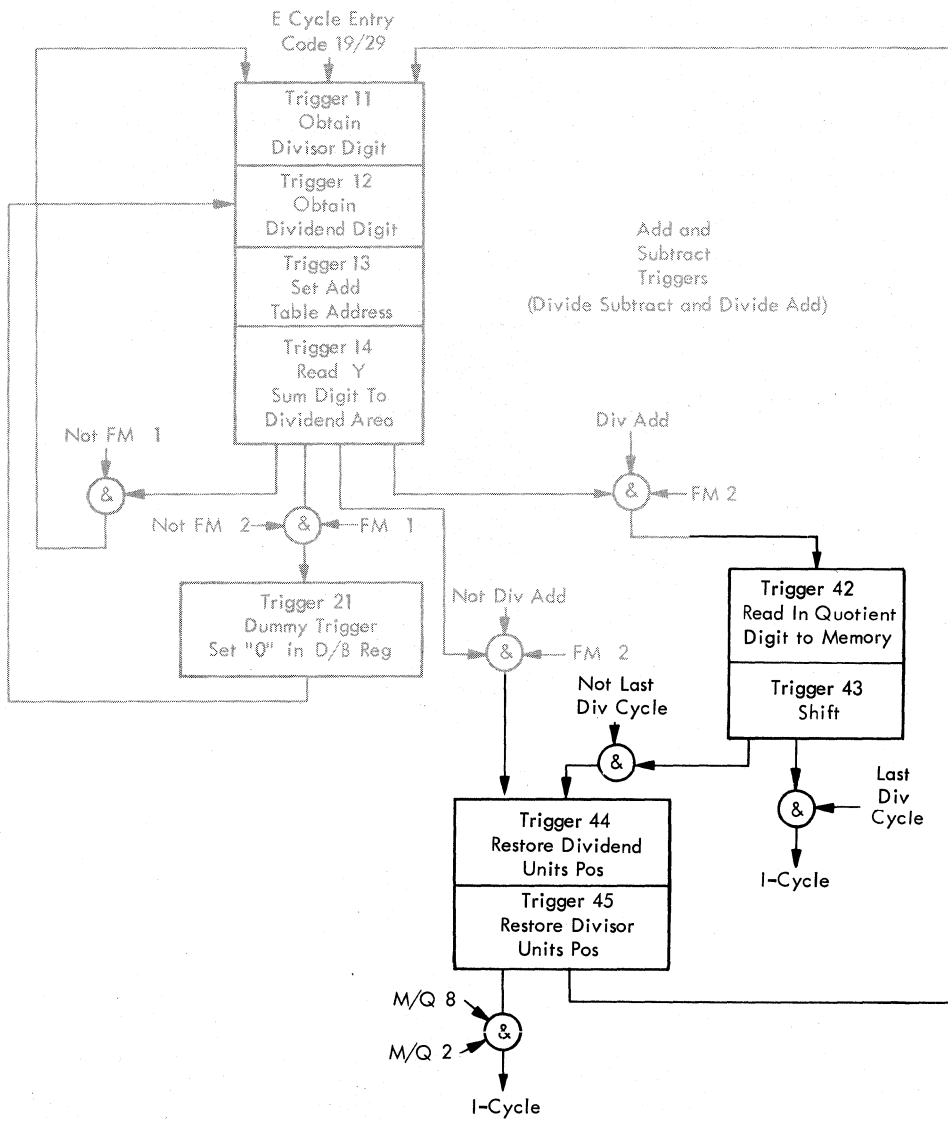 E Cycle Entry
Code 19/29
Trigger 11
Obtain
Divisor Digit
Trigger 12
Obtain
Dividend Digit
Trigger 13
Set Add
Table Address
Trigger 14
Read Y
Sum Digit To
Dividend Area
Add and
Subtract
Triggers
(Divide Subtract and Divide Add)
Not FM 1
&
Div Add
&
FM 2
Not FM 2
&
FM 1
Trigger 21
Dummy Trigger
Set "0" in D/B Reg
Not Div Add
&
FM 2
Trigger 42
Read In Quotient
Digit to Memory
Trigger 43
Shift
Not Last
Div Cycle
&
&
Last
Div
Cycle
I-Cycle
Trigger 44
Restore Dividend
Units Pos
Trigger 45
Restore Divisor
Units Pos
M/Q 8
&
M/Q 2
I-Cycle